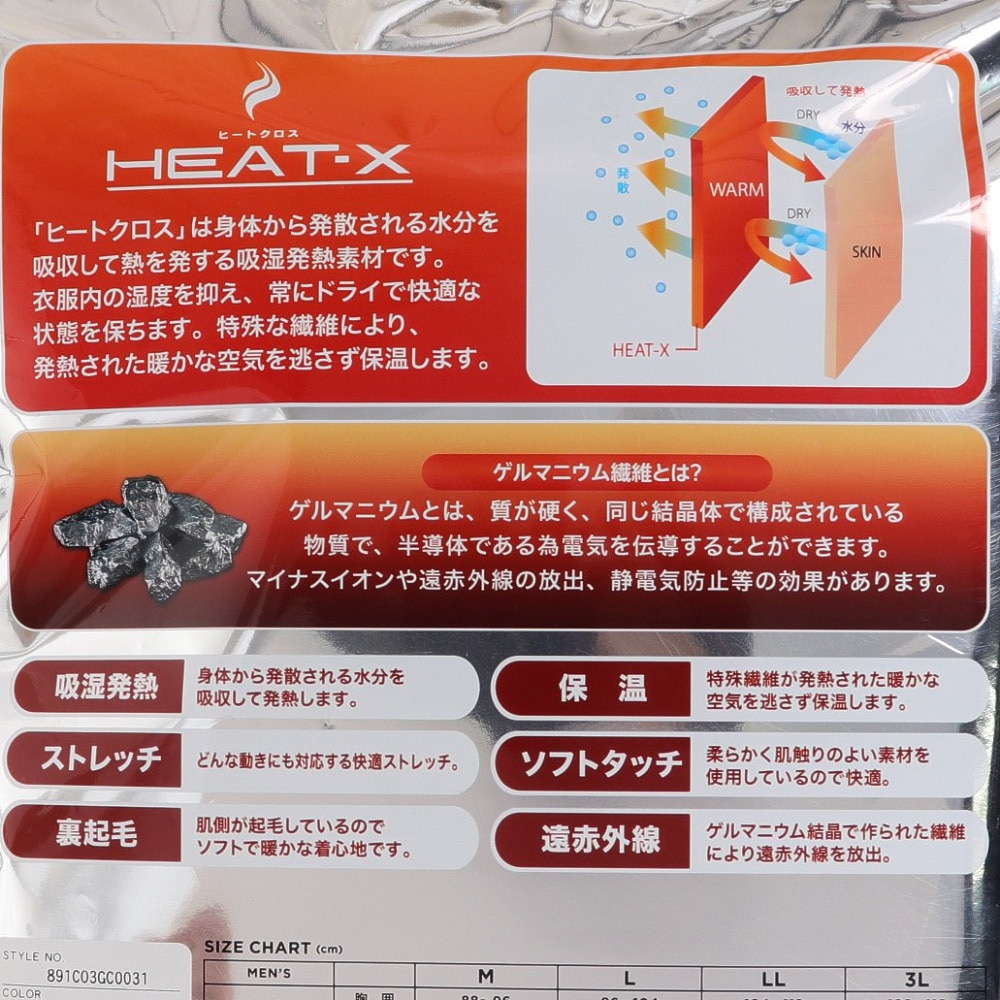 ヒートクロス
HEAT-X
「ヒートクロス」は身体から発散される水分を
吸収して熱を発する吸湿発熱素材です。
衣服内の湿度を抑え、常にドライで快適な
状態を保ちます。特殊な繊維により、
発熱された暖かな空気を逃さず保温します。
吸収して発熱
DRY
水分
発散
WARM
DRY
SKIN
HEAT-X
ゲルマニウム繊維とは?
ゲルマニウムとは、質が硬く、同じ結晶体で構成されている
物質で、半導体である為電気を伝導することができます。
マイナスイオンや遠赤外線の放出、静電気防止等の効果があります。
吸湿発熱
身体から発散される水分を
吸収して発熱します。
保 温
特殊繊維が発熱された暖かな
空気を逃さず保温します。
ストレッチ
どんな動きにも対応する快適ストレッチ。
ソフトタッチ
柔らかく肌触りのよい素材を
使用しているので快適。
裏起毛
肌側が起毛しているので
ソフトで暖かな着心地です。
遠赤外線
ゲルマニウム結晶で作られた繊維
により遠赤外線を放出。
STYLE NO.
891C03GC0031
COLOR
SIZE CHART (cm)
MEN'S M L LL 3L
胸 囲